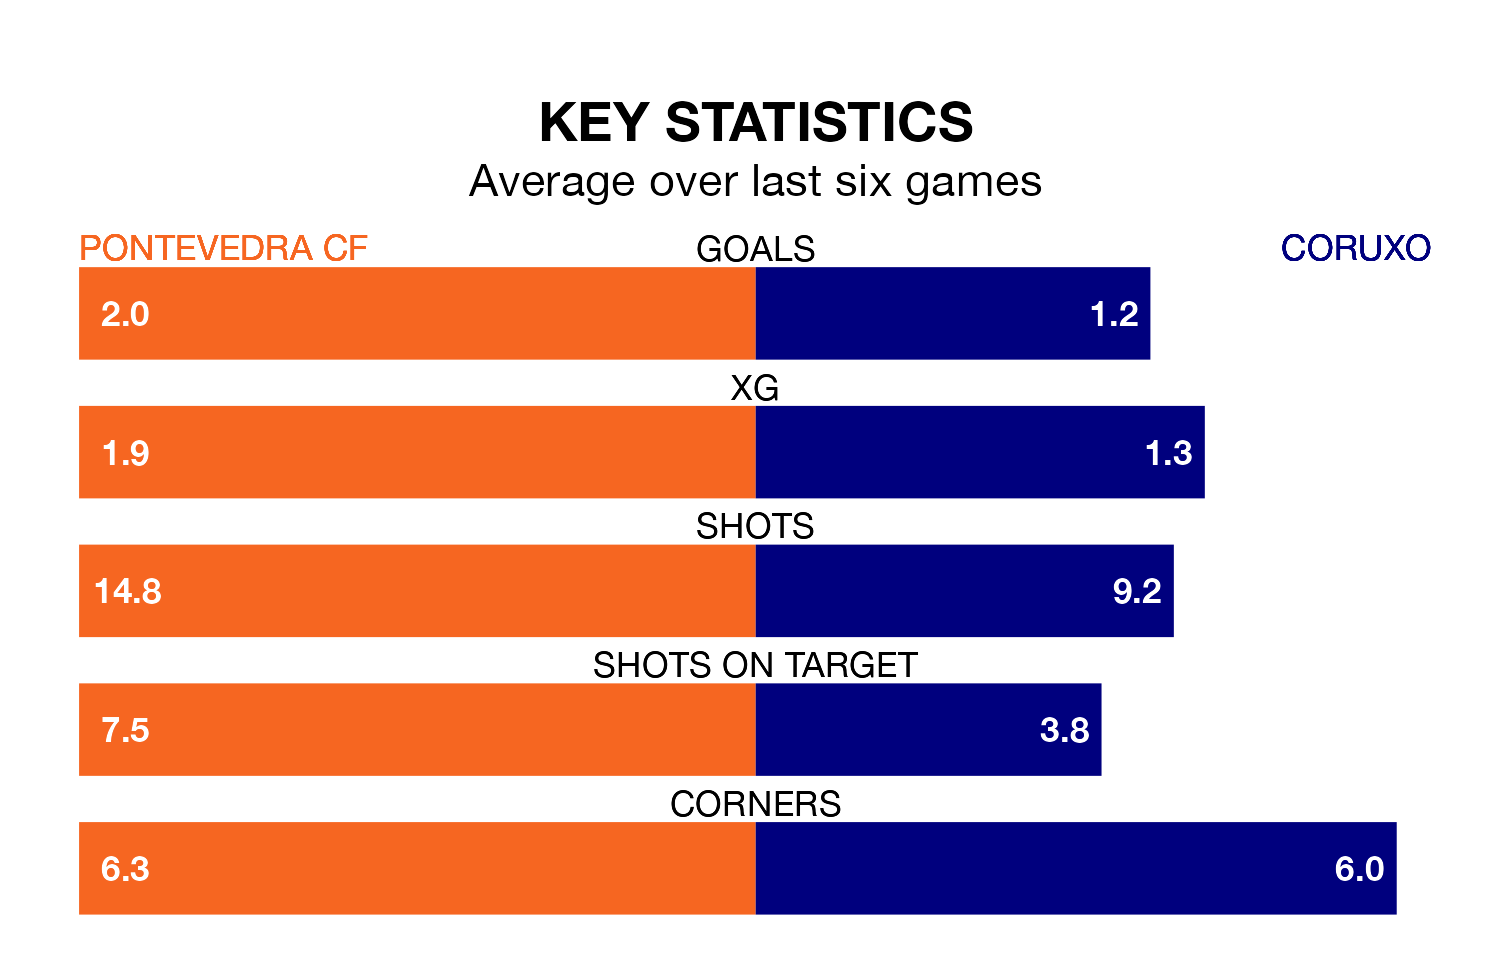 KEY STATISTICS
Average over last six games
PONTEVEDRA CF GOALS CORUXO
2.0 1.2
XG
1.9 1.3
SHOTS
14.8 9.2
SHOTS ON TARGET
7.5 3.8
CORNERS
6.3 6.0